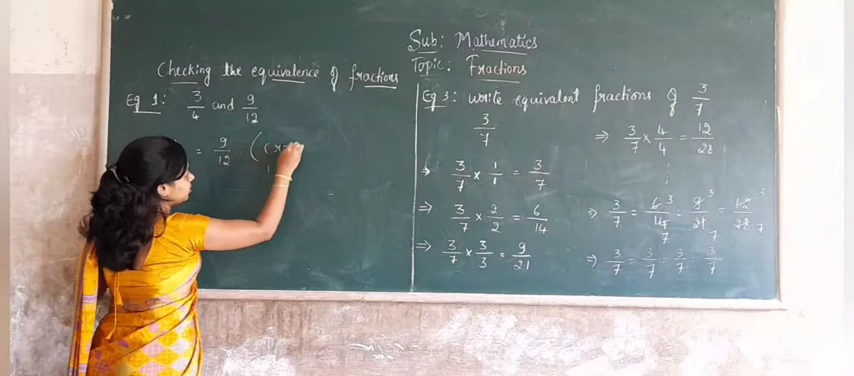 Sub: Mathematics
Topic: Fractions
Checking the equivalence of fractions
Eg 1: 3/4 and 9/12
= 9/12
Eg 3: Write equivalent fractions of 3/7
3/7
→ 3/7 × 1/1 = 3/7
⇒ 3/7 × 2/2 = 6/14
⇒ 3/7 × 3/3 = 9/21
⇒ 3/7 × 4/4 = 12/28
⇒ 3/7 = 6/14 = 9/21 = 12/28
⇒ 3/7 = 3/7 = 3/7 = 3/7